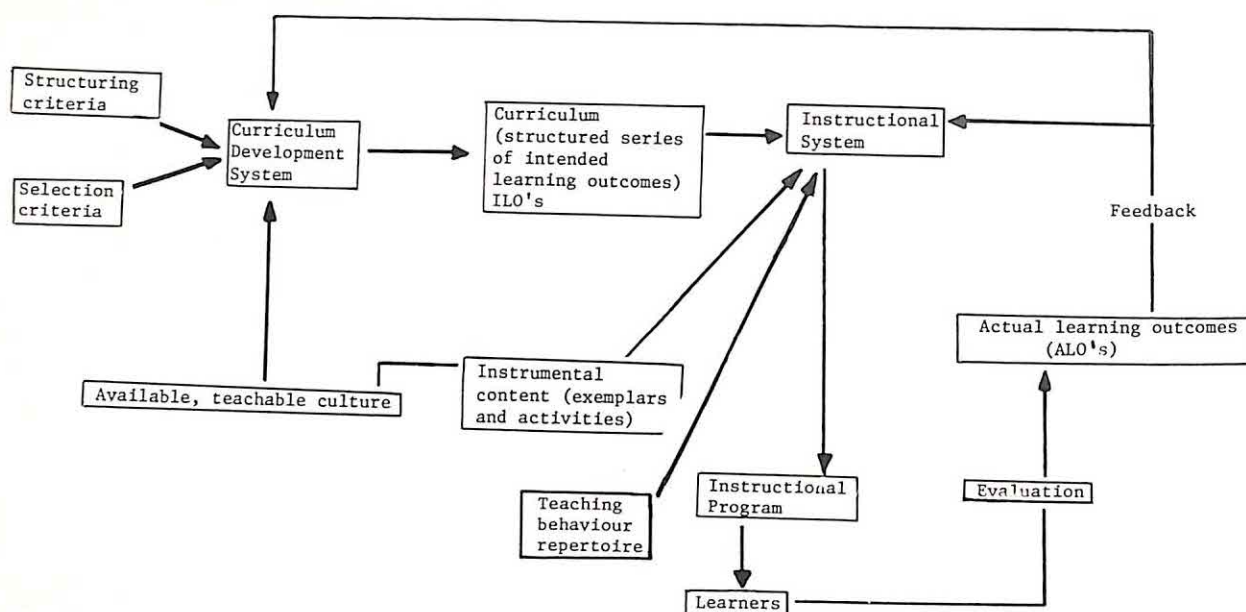 Structuring
criteria
Selection
criteria
Curriculum
Development
System
Curriculum
(structured series
of intended
learning outcomes)
ILO's
Instructional
System
Feedback
Actual learning outcomes
(ALO's)
Available, teachable culture
Instrumental
content (exemplars
and activities)
Teaching
behaviour
repertoire
Instructional
Program
Evaluation
Learners